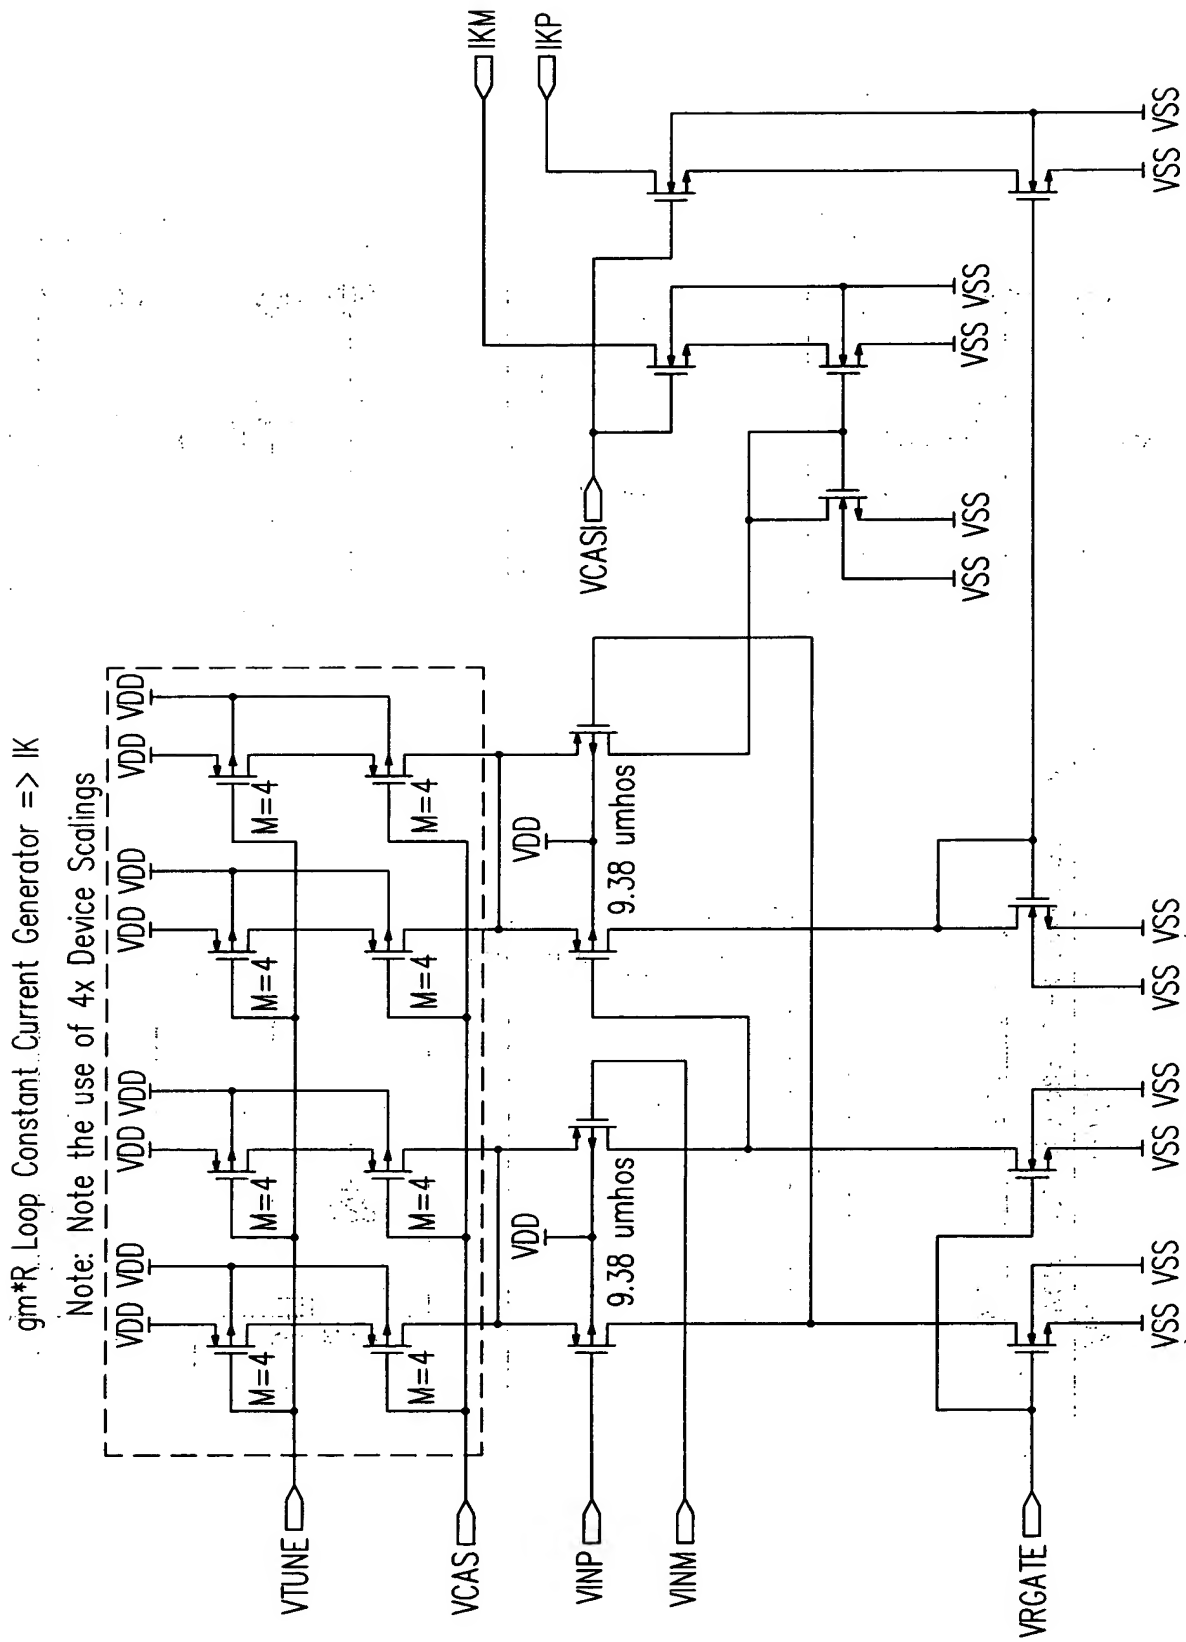 gm*R Loop Constant Current Generator => IK
Note: Note the use of 4x Device Scalings
VDD VDD
VDD VDD
VDD VDD
VDD VDD
M=4
M=4
M=4
M=4
M=4
M=4
M=4
M=4
VTUNE
VCAS
VDD
VDD
9.38 umhos
9.38 umhos
VINP
VINM
VRGATE
VCASI
IKM
IKP
VSS VSS
VSS VSS
VSS VSS
VSS VSS
VSS VSS
VSS VSS
VSS VSS